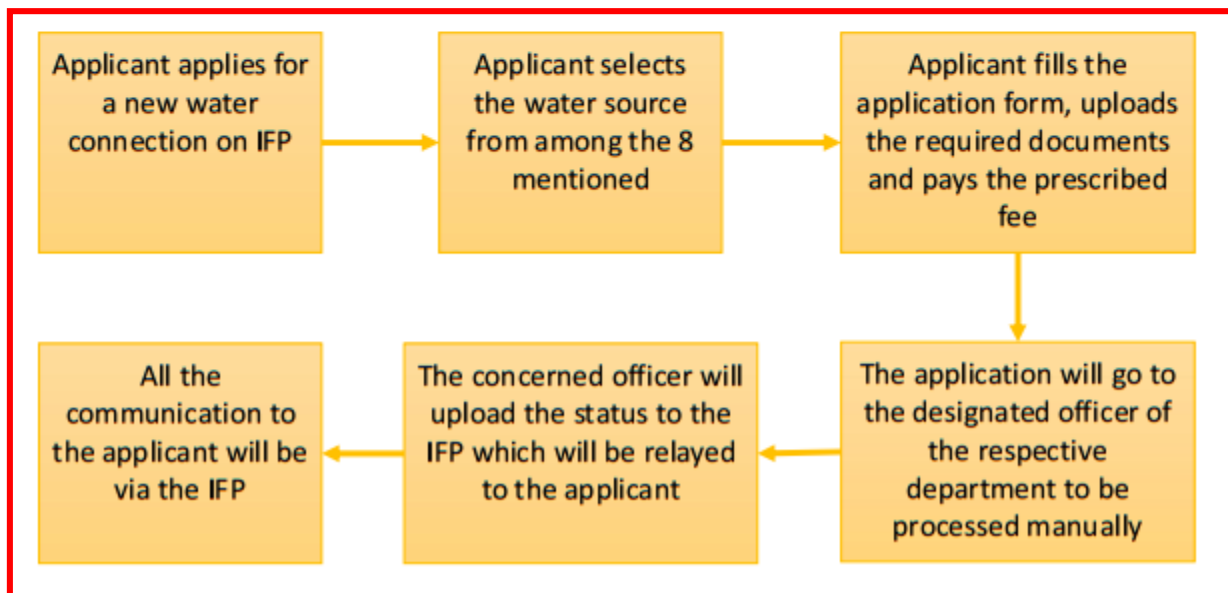 Applicant applies for
a new water
connection on IFP
Applicant selects
the water source
from among the 8
mentioned
Applicant fills the
application form, uploads
the required documents
and pays the prescribed
fee
The application will go to
the designated officer of
the respective
department to be
processed manually
The concerned officer will
upload the status to the
IFP which will be relayed
to the applicant
All the
communication to
the applicant will be
via the IFP